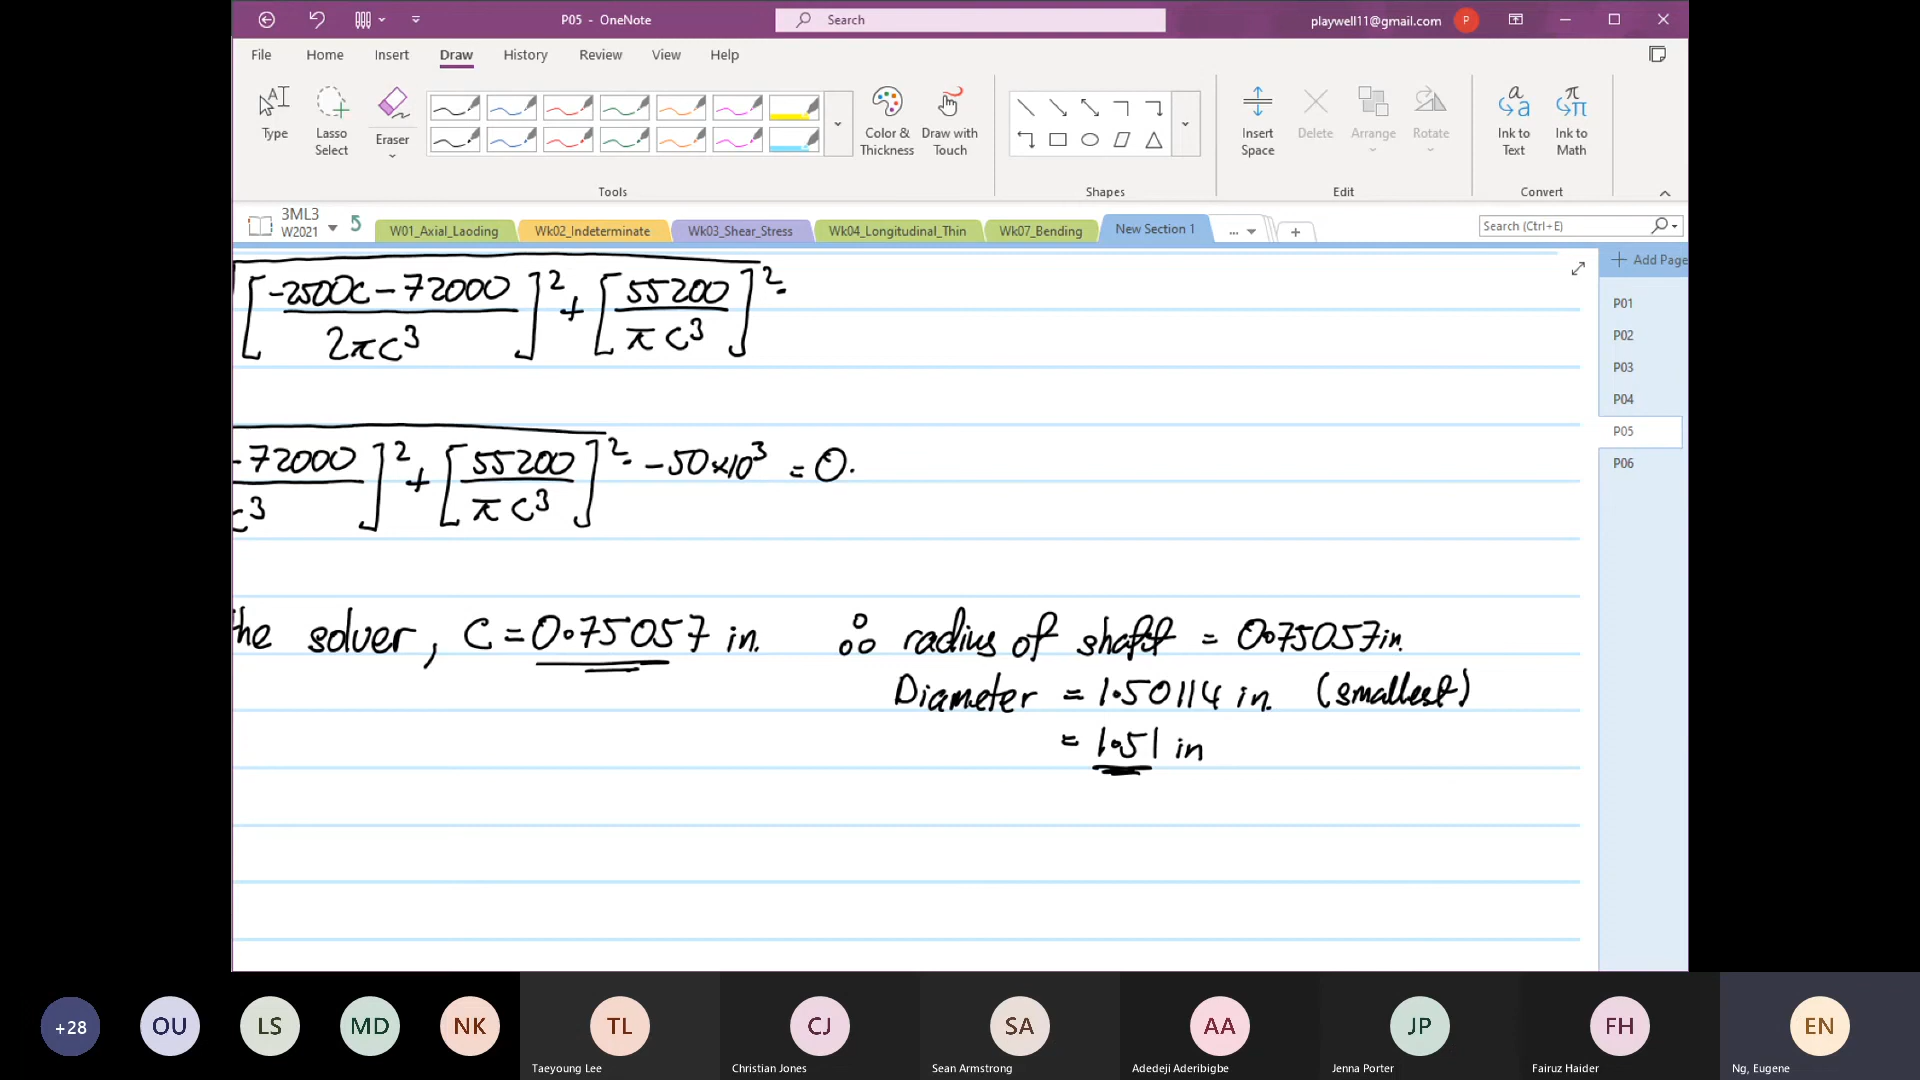 P05 - OneNote
Search
playwell11@gmail.com
P
File Home Insert Draw History Review View Help
Type
Lasso Select
Eraser
Color & Thickness
Draw with Touch
Insert Space
Delete
Arrange
Rotate
Ink to Text
Ink to Math
Tools
Shapes
Edit
Convert
3ML3 W2021
W01_Axial_Laoding
Wk02_Indeterminate
Wk03_Shear_Stress
Wk04_Longitudinal_Thin
Wk07_Bending
New Section 1
...
Search (Ctrl+E)
Add Page
P01
P02
P03
P04
P05
P06
[(-2500c - 72000)/(2πc³)]² + [55200/(πc³)]²
- 72000 / c³]² + [55200/(πc³)]² - 50×10³ = 0.
the solver, C = 0.75057 in. ∴ radius of shaft = 0.75057 in.
Diameter = 1.50114 in. (smallest)
= 1.51 in
+28 OU LS MD NK TL CJ SA AA JP FH EN
Taeyoung Lee
Christian Jones
Sean Armstrong
Adedeji Aderibigbe
Jenna Porter
Fairuz Haider
Ng, Eugene